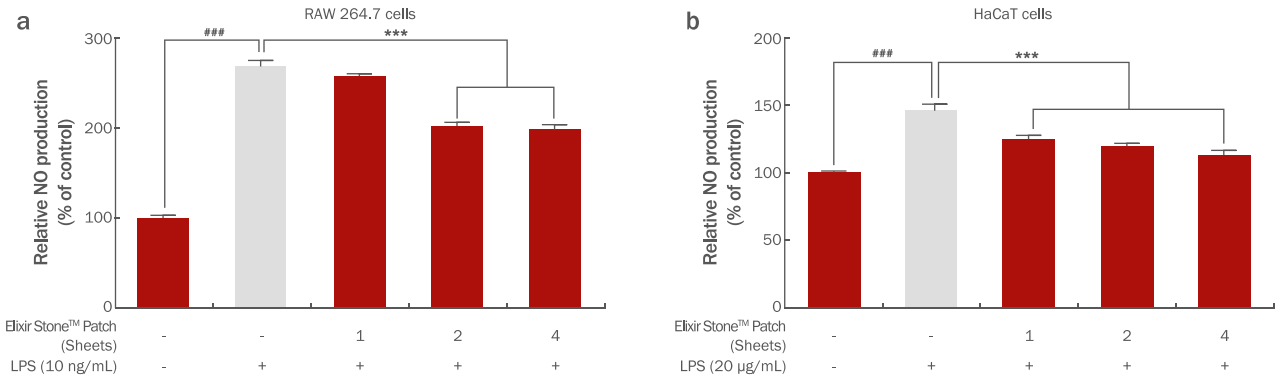 a
RAW 264.7 cells
Relative NO production
(% of control)
300
200
100
0
###
***
Elixir Stone™ Patch
(Sheets)
- - 1 2 4
LPS (10 ng/mL) - + + + +
b
HaCaT cells
Relative NO production
(% of control)
200
150
100
50
0
###
***
Elixir Stone™ Patch
(Sheets)
- - 1 2 4
LPS (20 μg/mL) - + + + +